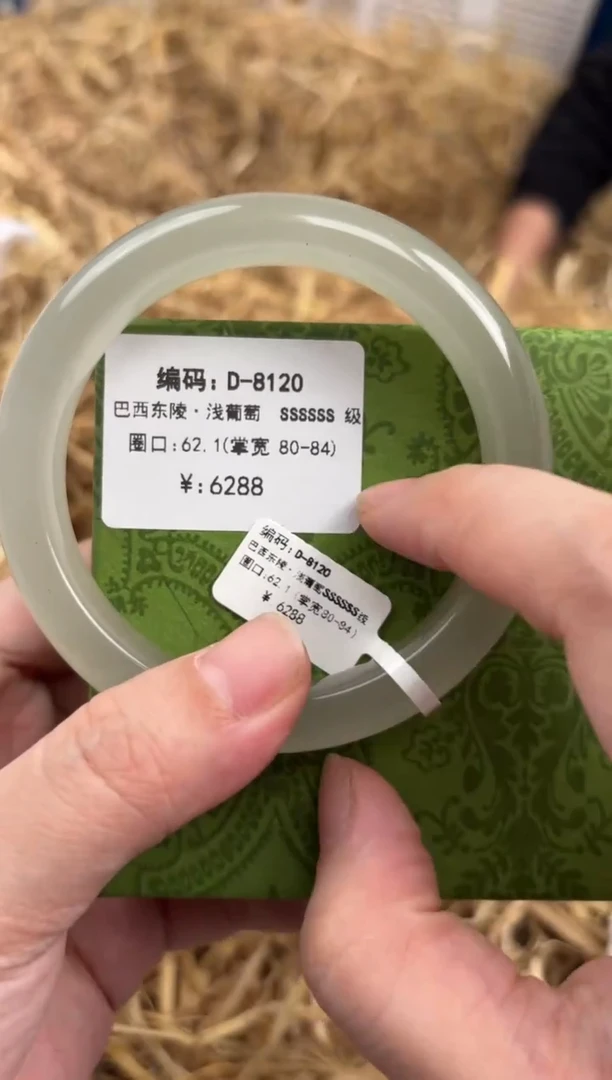 编码: D-8120
巴西东陵·浅葡萄 SSSSSS 级
圈口:62.1(掌宽 80-84)
¥:6288
编码: D-8120
巴西东陵·浅葡萄SSSSSS级
圈口:62.1(掌宽80-84)
¥ 6288